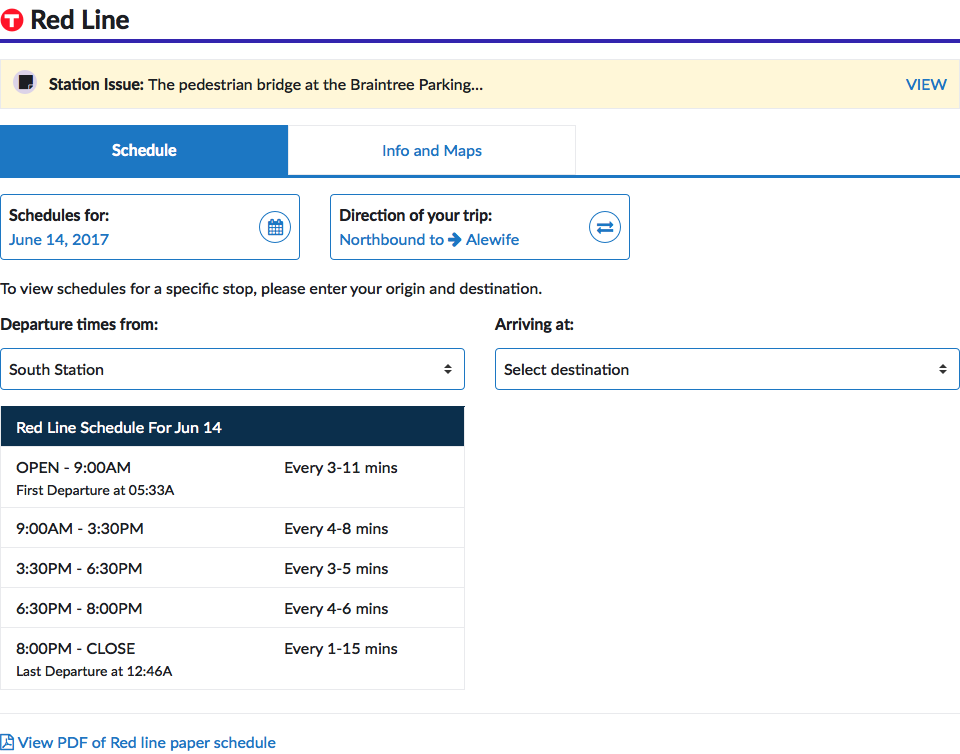 T Red Line
Station Issue: The pedestrian bridge at the Braintree Parking... VIEW
Schedule Info and Maps
Schedules for:
June 14, 2017
Direction of your trip:
Northbound to Alewife
To view schedules for a specific stop, please enter your origin and destination.
Departure times from: Arriving at:
South Station Select destination
Red Line Schedule For Jun 14
OPEN - 9:00AM Every 3-11 mins
First Departure at 05:33A
9:00AM - 3:30PM Every 4-8 mins
3:30PM - 6:30PM Every 3-5 mins
6:30PM - 8:00PM Every 4-6 mins
8:00PM - CLOSE Every 1-15 mins
Last Departure at 12:46A
View PDF of Red line paper schedule